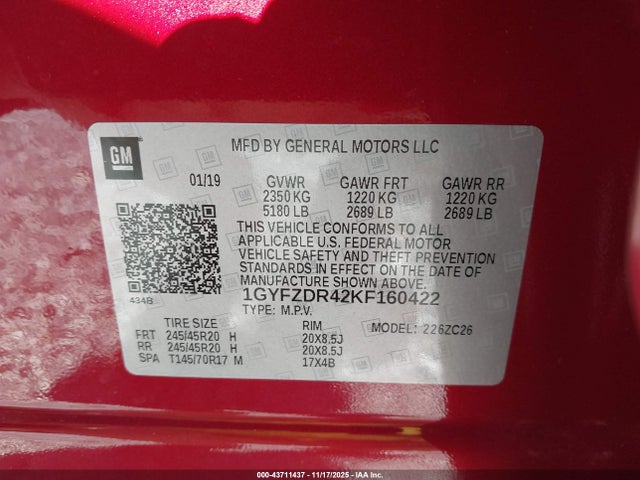 GM
MFD BY GENERAL MOTORS LLC
01/19 GVWR GAWR FRT GAWR RR
2350 KG 1220 KG 1220 KG
5180 LB 2689 LB 2689 LB
THIS VEHICLE CONFORMS TO ALL
APPLICABLE U.S. FEDERAL MOTOR
VEHICLE SAFETY AND THEFT PREVENTION
STANDARDS IN EFFECT ON THE DATE OF
MANUFACTURE SHOWN ABOVE.
434B
1GYFZDR42KF160422
TYPE: M.P.V. MODEL: 226ZC26
TIRE SIZE RIM
FRT 245/45R20 H 20X8.5J
RR 245/45R20 H 20X8.5J
SPA T145/70R17 M 17X4B
000-43711437 - 11/17/2025 - IAAI.COM